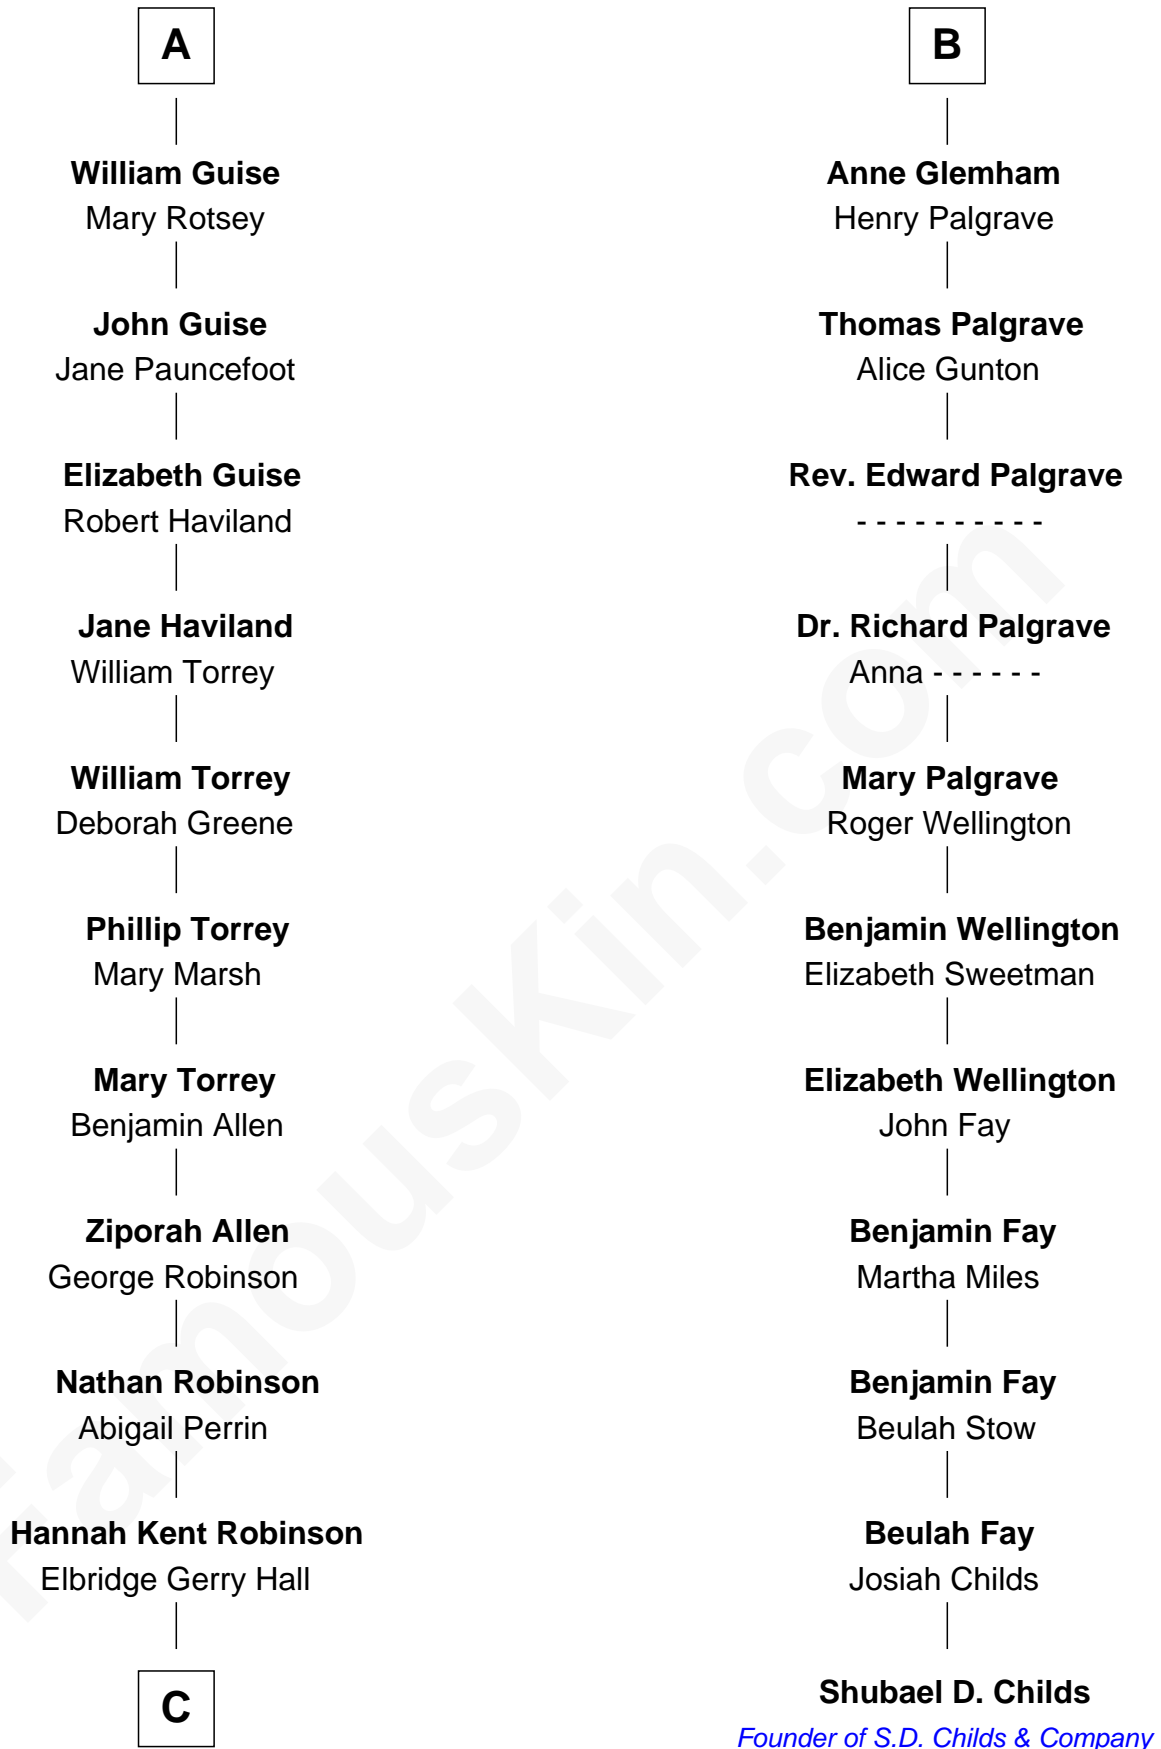 A
William Guise
Mary Rotsey
John Guise
Jane Pauncefoot
Elizabeth Guise
Robert Haviland
Jane Haviland
William Torrey
William Torrey
Deborah Greene
Phillip Torrey
Mary Marsh
Mary Torrey
Benjamin Allen
Ziporah Allen
George Robinson
Nathan Robinson
Abigail Perrin
Hannah Kent Robinson
Elbridge Gerry Hall
C
B
Anne Glemham
Henry Palgrave
Thomas Palgrave
Alice Gunton
Rev. Edward Palgrave
- - - - - - - - - -
Dr. Richard Palgrave
Anna - - - - - -
Mary Palgrave
Roger Wellington
Benjamin Wellington
Elizabeth Sweetman
Elizabeth Wellington
John Fay
Benjamin Fay
Martha Miles
Benjamin Fay
Beulah Stow
Beulah Fay
Josiah Childs
Shubael D. Childs
Founder of S.D. Childs & Company
famouskin.com